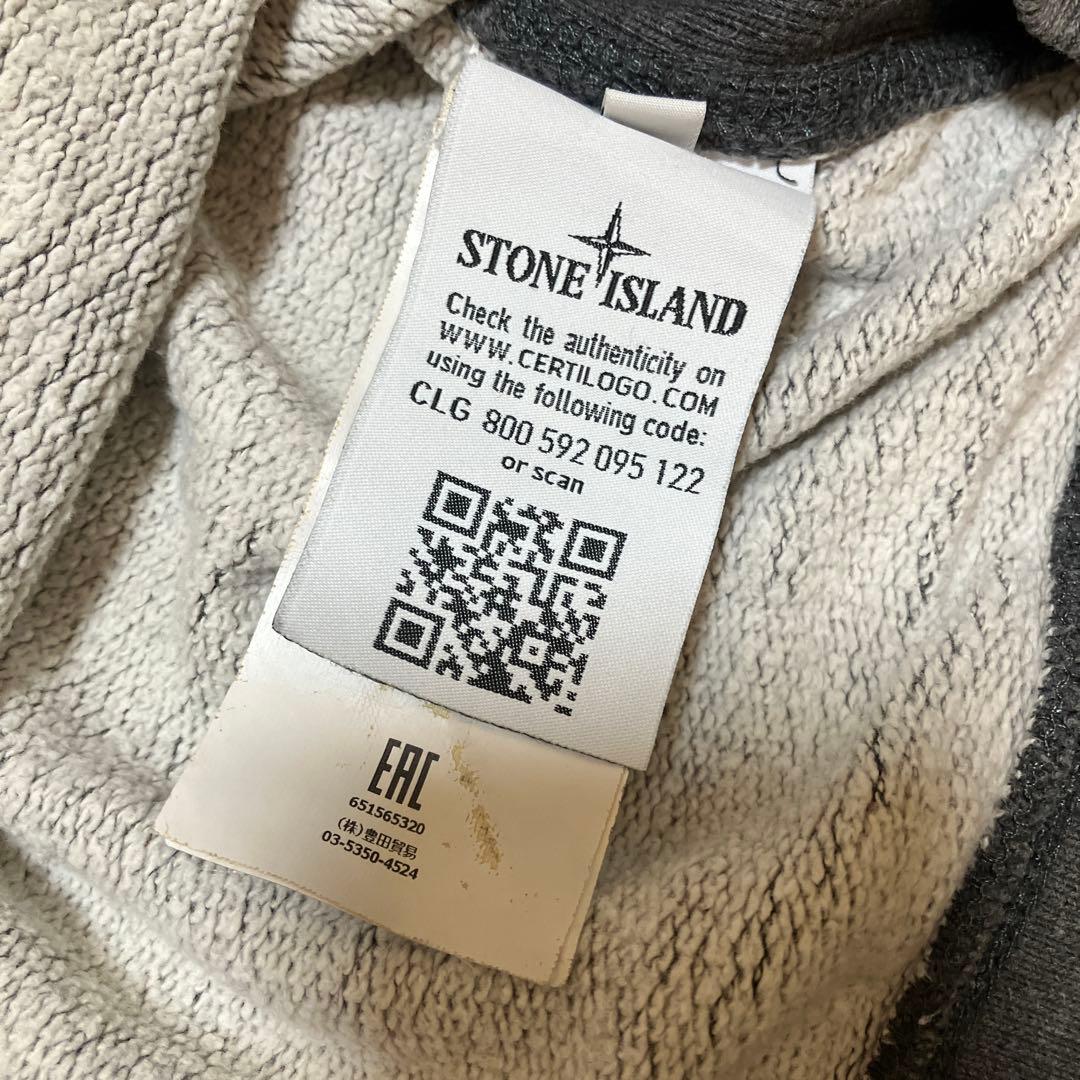 STONE ISLAND
Check the authenticity on
WWW.CERTILOGO.COM
using the following code:
CLG 800 592 095 122
or scan
EAC
651565320
(株)豊田貿易
03-5350-4524